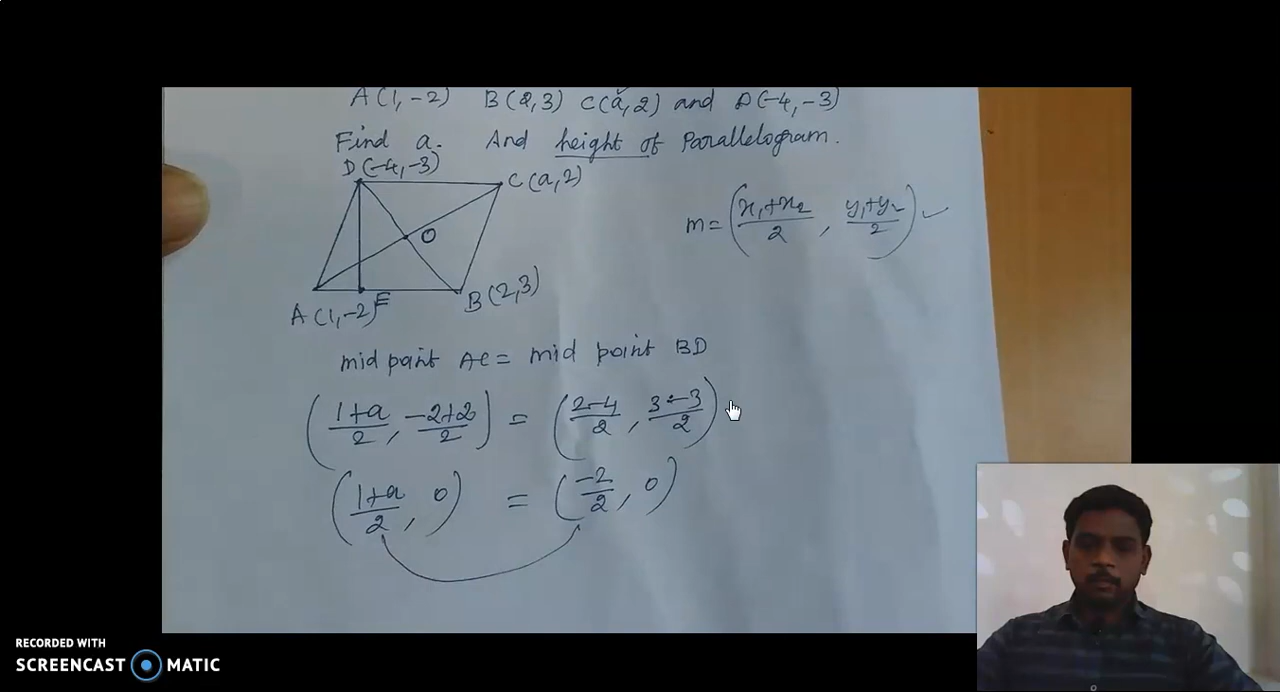 A(1,-2) B(2,3) C(a,2) and D(-4,-3)
Find a. And height of Parallelogram.
D(-4,-3)
C(a,2)
m=(x₁+x₂/2, y₁+y₂/2) ✓
O
A(1,-2) E B(2,3)
mid point AC = mid point BD
(1+a/2, -2+2/2) = (2-4/2, 3+-3/2)
(1+a/2, 0) = (-2/2, 0)
RECORDED WITH
SCREENCAST MATIC